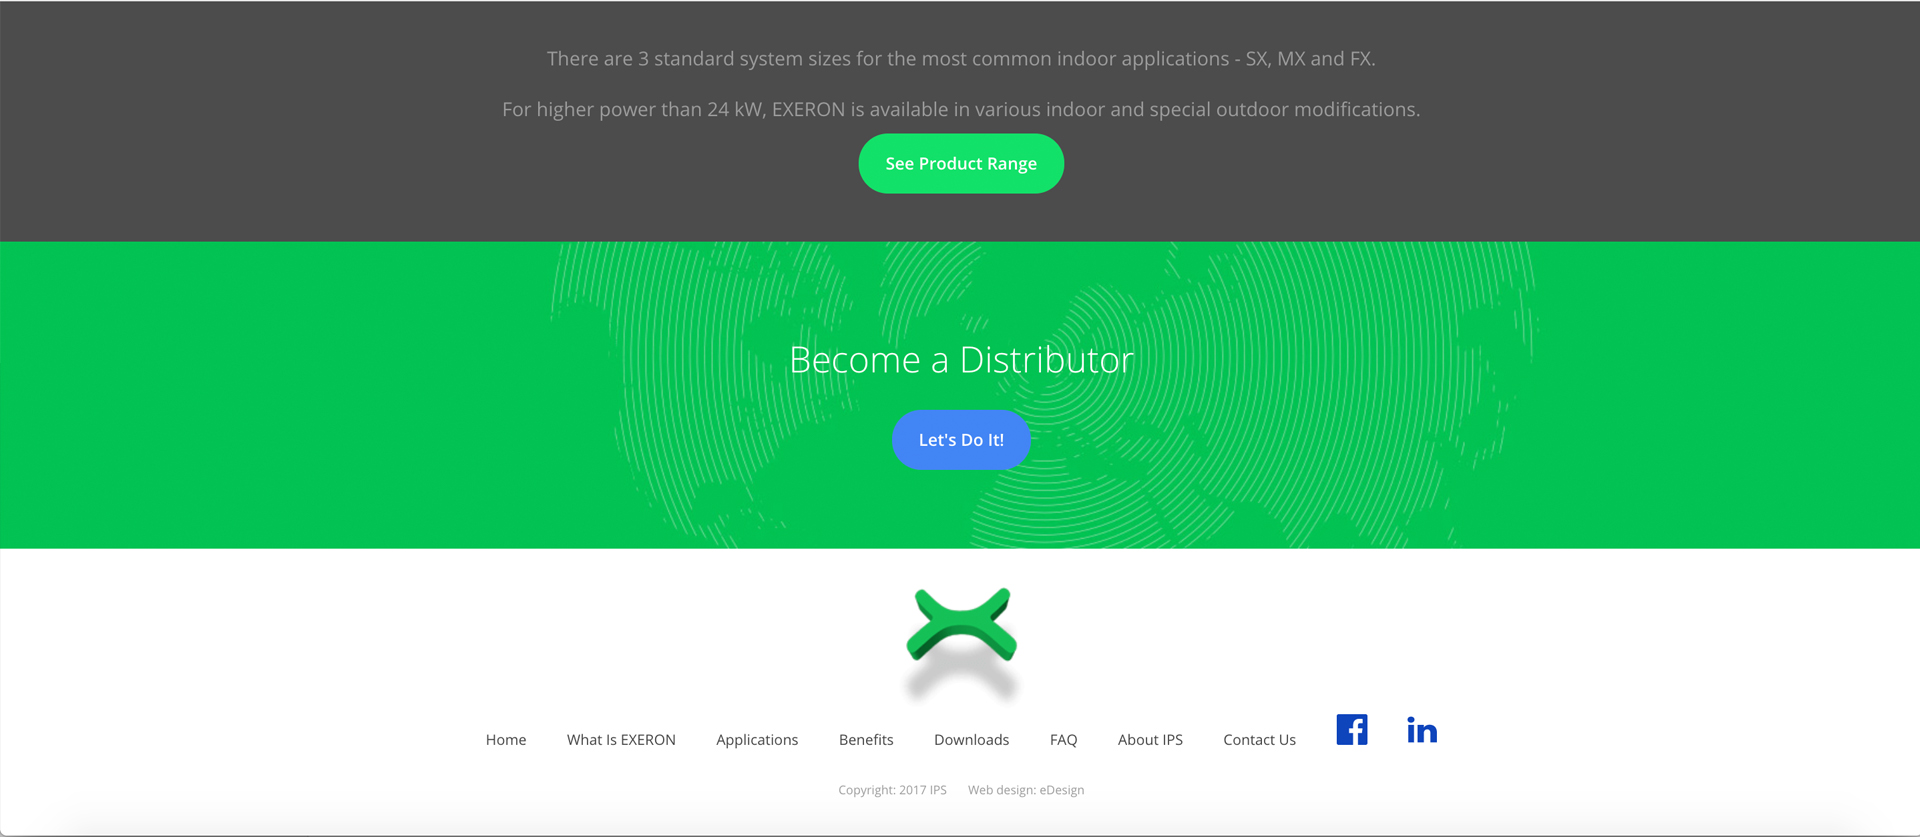 There are 3 standard system sizes for the most common indoor applications - SX, MX and FX.
For higher power than 24 kW, EXERON is available in various indoor and special outdoor modifications.
See Product Range
Become a Distributor
Let's Do It!
Home What Is EXERON Applications Benefits Downloads FAQ About IPS Contact Us f in
Copyright: 2017 IPS Web design: eDesign